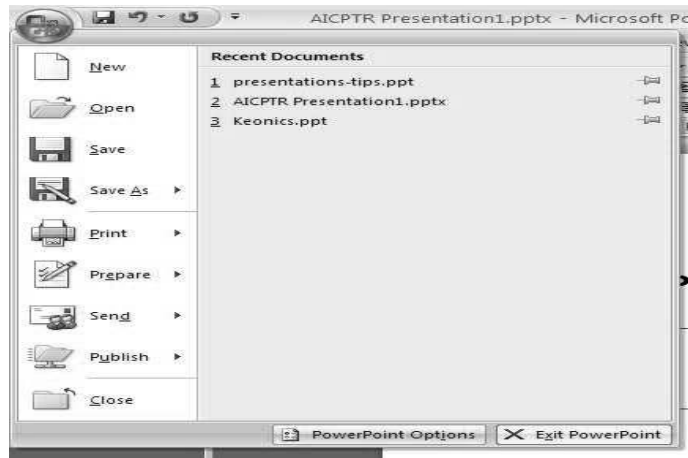 AICPTR Presentation1.pptx - Microsoft P
New
Open
Save
Save As
Print
Prepare
Send
Publish
Close
Recent Documents
1 presentations-tips.ppt
2 AICPTR Presentation1.pptx
3 Keonics.ppt
PowerPoint Options
Exit PowerPoint